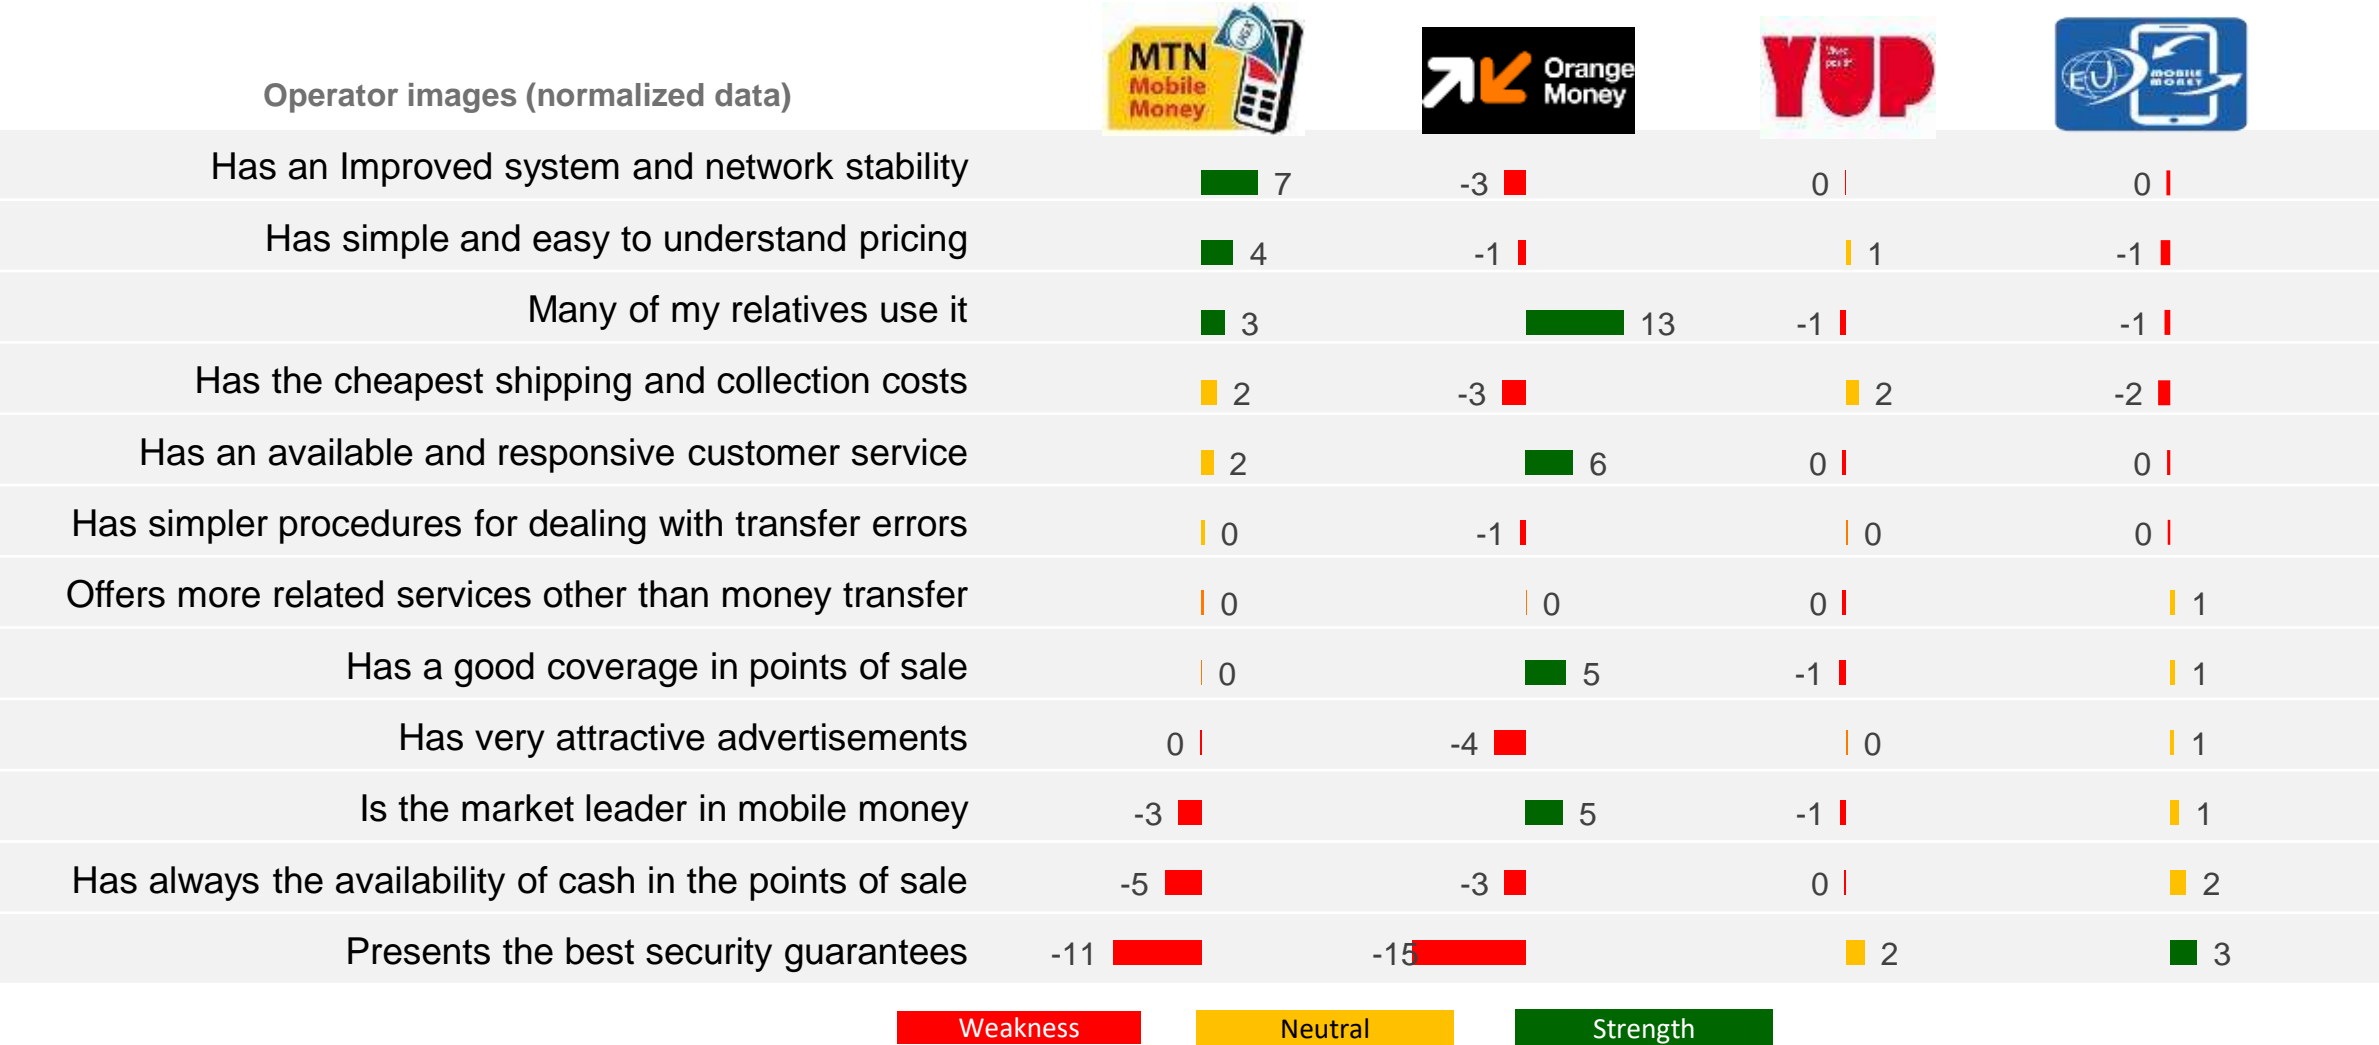 MTN
Mobile
Money
Orange
Money
YUP
EU MOBILE
MONEY
Operator images (normalized data)
Has an Improved system and network stability 7 -3 0 0
Has simple and easy to understand pricing 4 -1 1 -1
Many of my relatives use it 3 13 -1 -1
Has the cheapest shipping and collection costs 2 -3 2 -2
Has an available and responsive customer service 2 6 0 0
Has simpler procedures for dealing with transfer errors 0 -1 0 0
Offers more related services other than money transfer 0 0 0 1
Has a good coverage in points of sale 0 5 -1 1
Has very attractive advertisements 0 -4 0 1
Is the market leader in mobile money -3 5 -1 1
Has always the availability of cash in the points of sale -5 -3 0 2
Presents the best security guarantees -11 -15 2 3
Weakness Neutral Strength